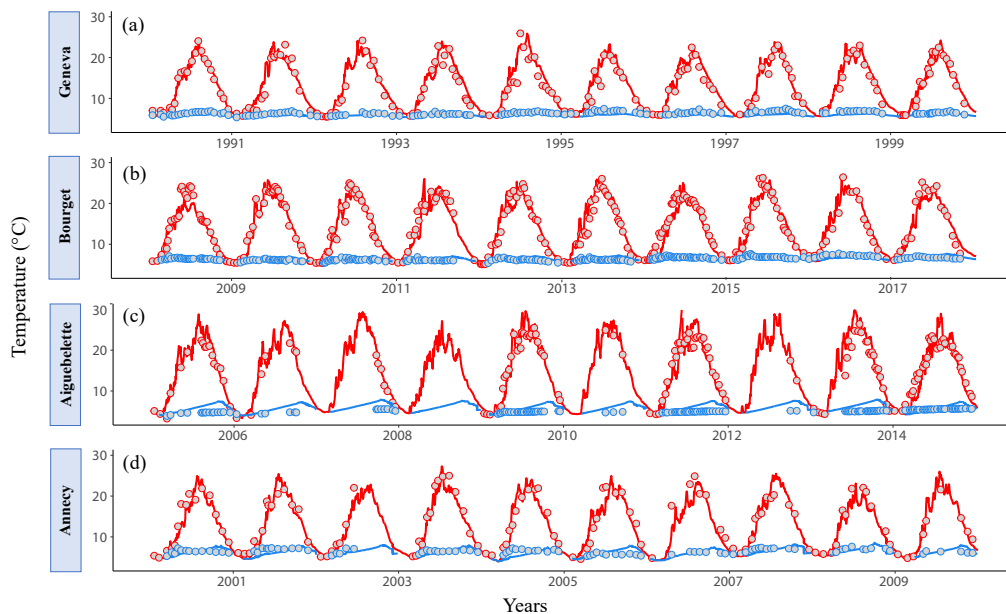 Temperature (°C)
Geneva
(a)
30
20
10
1991 1993 1995 1997 1999
Bourget
(b)
30
20
10
2009 2011 2013 2015 2017
Aiguebelette
(c)
30
20
10
2006 2008 2010 2012 2014
Annecy
(d)
30
20
10
2001 2003 2005 2007 2009
Years